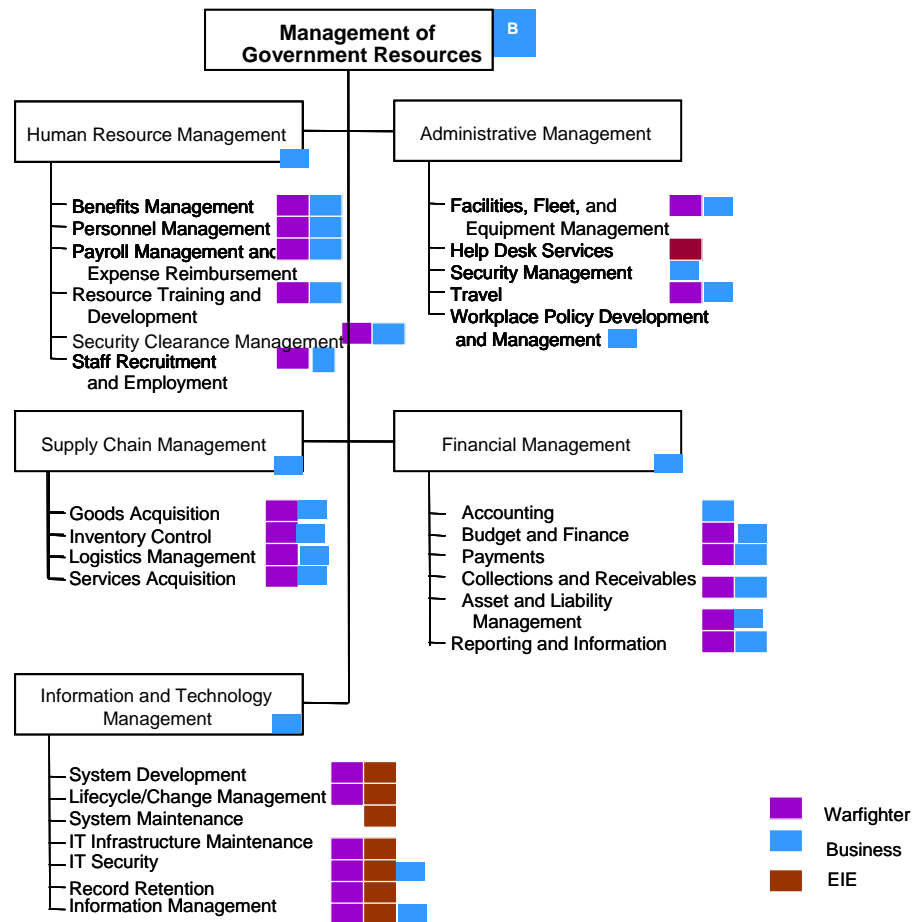 Management of
Government Resources
B
Human Resource Management
Benefits Management
Personnel Management
Payroll Management and
Expense Reimbursement
Resource Training and
Development
Security Clearance Management
Staff Recruitment
and Employment
Administrative Management
Facilities, Fleet, and
Equipment Management
Help Desk Services
Security Management
Travel
Workplace Policy Development
and Management
Supply Chain Management
Goods Acquisition
Inventory Control
Logistics Management
Services Acquisition
Financial Management
Accounting
Budget and Finance
Payments
Collections and Receivables
Asset and Liability
Management
Reporting and Information
Information and Technology
Management
System Development
Lifecycle/Change Management
System Maintenance
IT Infrastructure Maintenance
IT Security
Record Retention
Information Management
Warfighter
Business
EIE